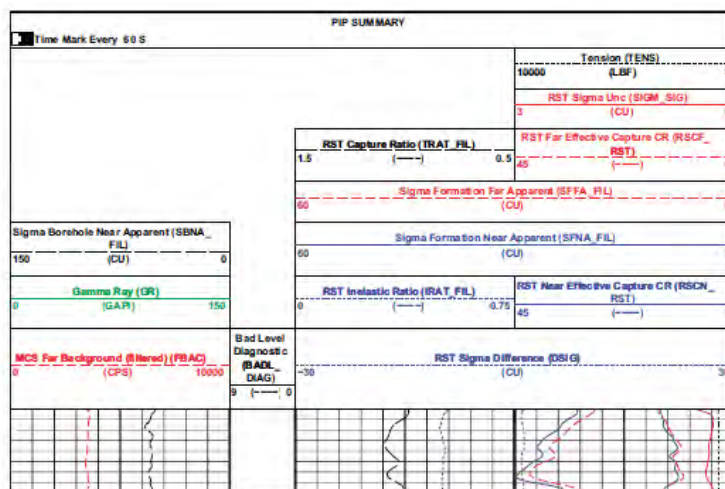 PIP SUMMARY
Time Mark Every 60 S
Tension (TENS)
10000 (LBF)
RST Sigma Unc (SIGM_SIG)
3 (CU)
RST Capture Ratio (TRAT_FIL)
1.5 (----) 0.5
RST Far Effective Capture CR (RSCF_
RST)
45 (----)
Sigma Formation Far Apparent (SFFA_FIL)
60 (CU)
Sigma Borehole Near Apparent (SBNA_
FIL)
150 (CU) 0
Sigma Formation Near Apparent (SFNA_FIL)
60 (CU)
Gamma Ray (GR)
0 (GAPI) 150
RST Inelastic Ratio (IRAT_FIL)
0 (----) 0.75
RST Near Effective Capture CR (RSCN_
RST)
45 (----)
MCS Far Background (filtered) (FBAC)
0 (CPS) 10000
Bad Level
Diagnostic
(BADL_
DIAG)
9 (----) 0
RST Sigma Difference (DSIG)
-30 (CU) 3